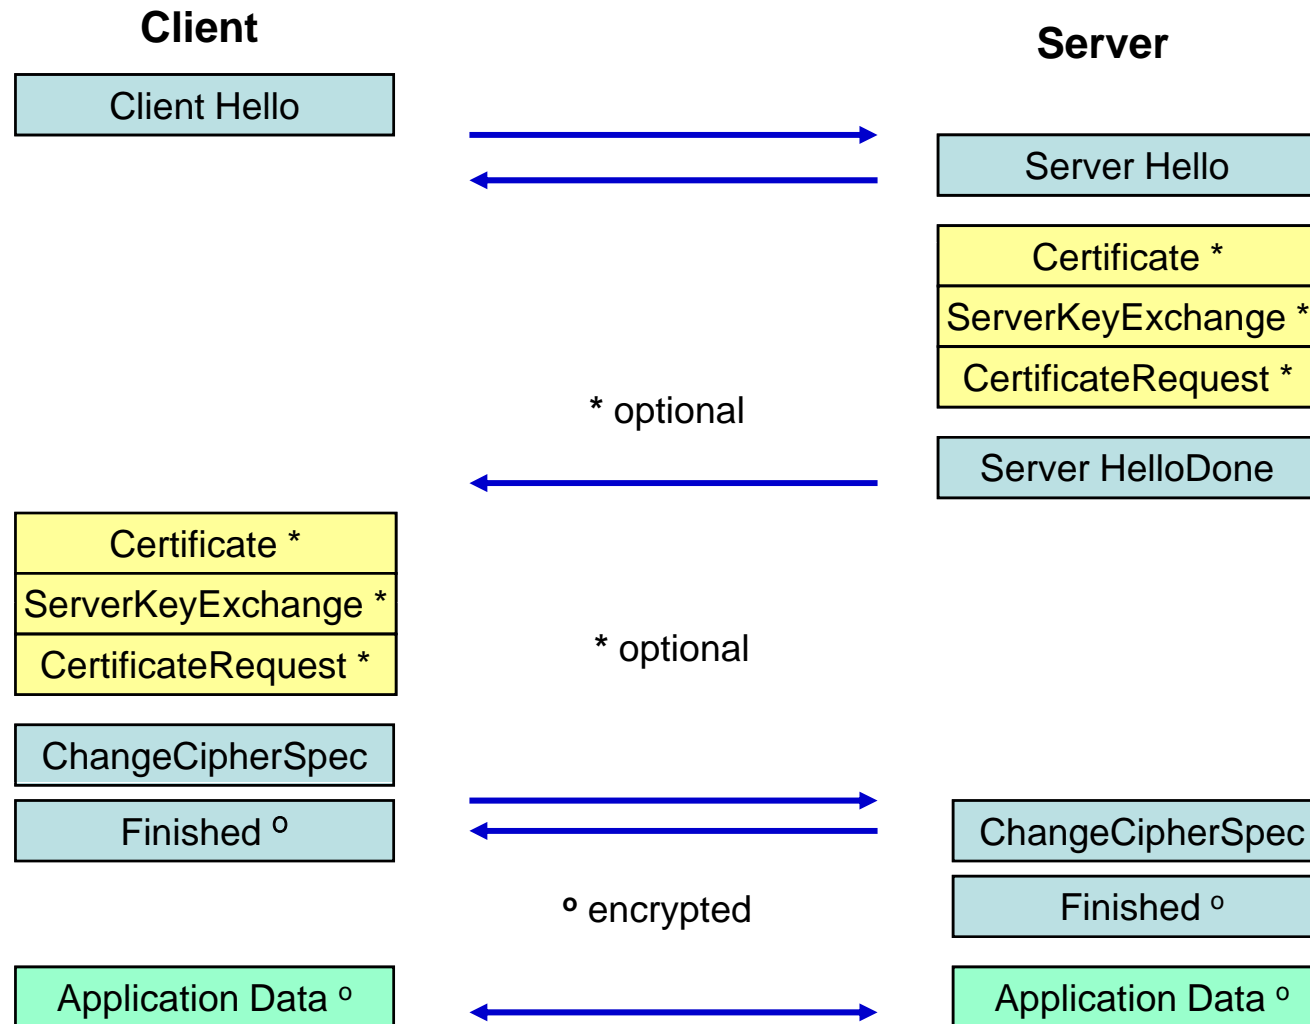 Client
Server
Client Hello
Server Hello
Certificate *
ServerKeyExchange *
CertificateRequest *
* optional
Server HelloDone
Certificate *
ServerKeyExchange *
CertificateRequest *
* optional
ChangeCipherSpec
Finished º
ChangeCipherSpec
º encrypted
Finished º
Application Data º
Application Data º